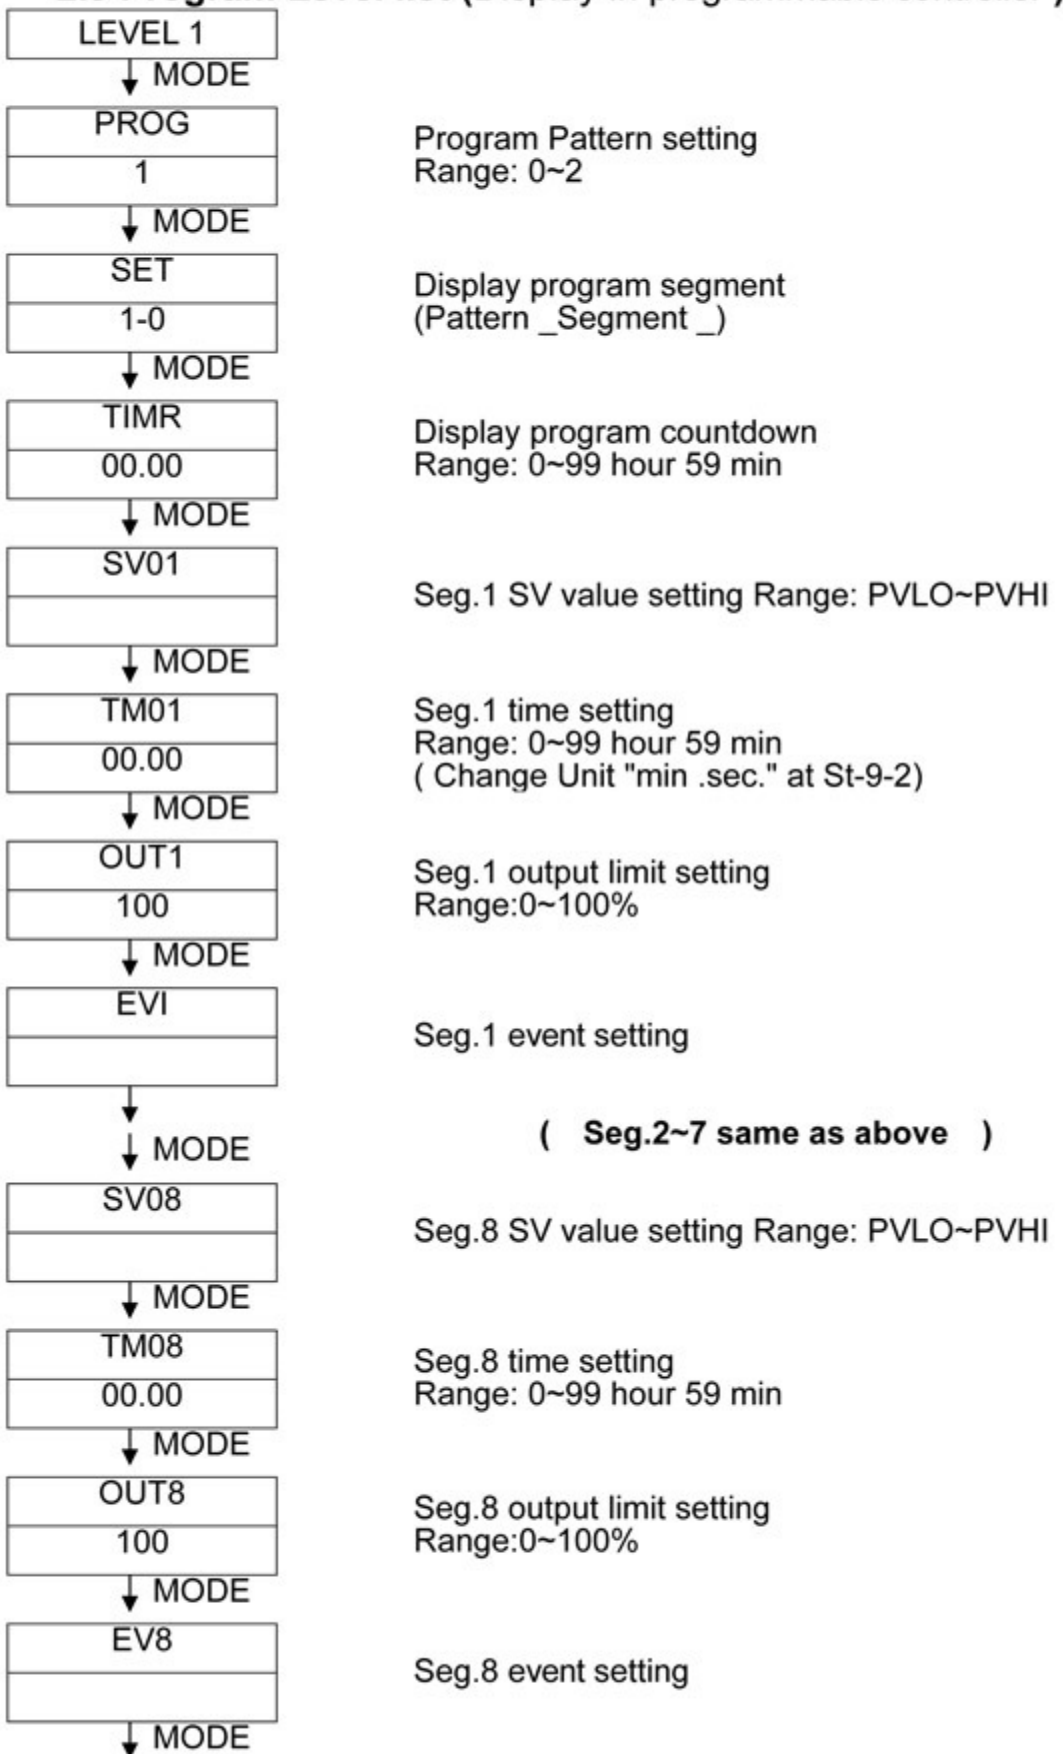 LEVEL 1
MODE
PROG
1
Program Pattern setting
Range: 0~2
MODE
SET
1-0
Display program segment
(Pattern _Segment _)
MODE
TIMR
00.00
Display program countdown
Range: 0~99 hour 59 min
MODE
SV01
Seg.1 SV value setting Range: PVLO~PVHI
MODE
TM01
00.00
Seg.1 time setting
Range: 0~99 hour 59 min
( Change Unit "min .sec." at St-9-2)
MODE
OUT1
100
Seg.1 output limit setting
Range:0~100%
MODE
EVI
Seg.1 event setting
( Seg.2~7 same as above )
MODE
SV08
Seg.8 SV value setting Range: PVLO~PVHI
MODE
TM08
00.00
Seg.8 time setting
Range: 0~99 hour 59 min
MODE
OUT8
100
Seg.8 output limit setting
Range:0~100%
MODE
EV8
Seg.8 event setting
MODE